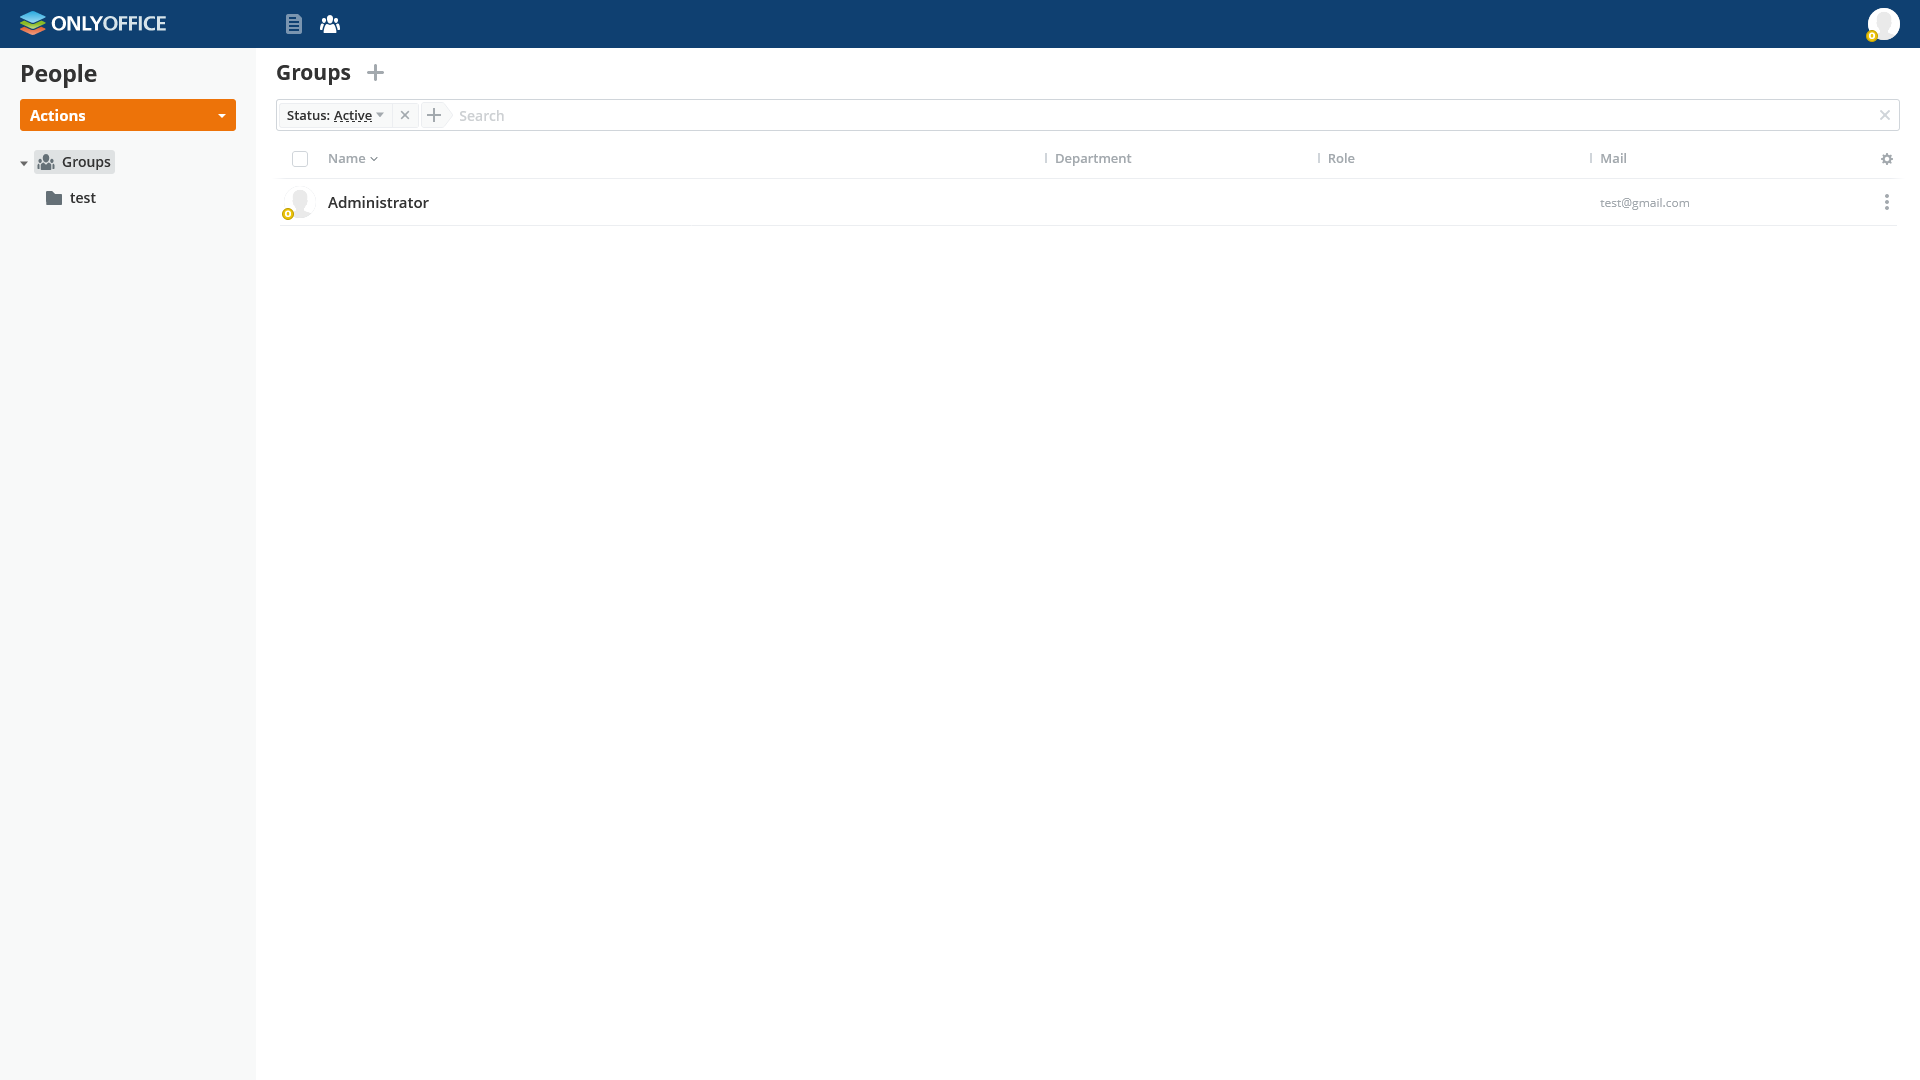 ONLYOFFICE
People
Groups
Actions
Status: Active
Search
Name
Department
Role
Mail
Groups
test
Administrator
test@gmail.com